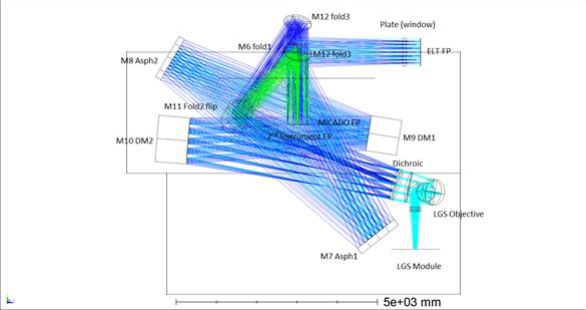 M12 fold3
Plate (window)
M6 fold1
M12 fold3
ELT FP
M8 Asph2
M11 Fold2 flip
MICADO FP
M10 DM2
2nd Instrument FP
M9 DM1
Dichroic
LGS Objective
M7 Asph1
LGS Module
5e+03 mm